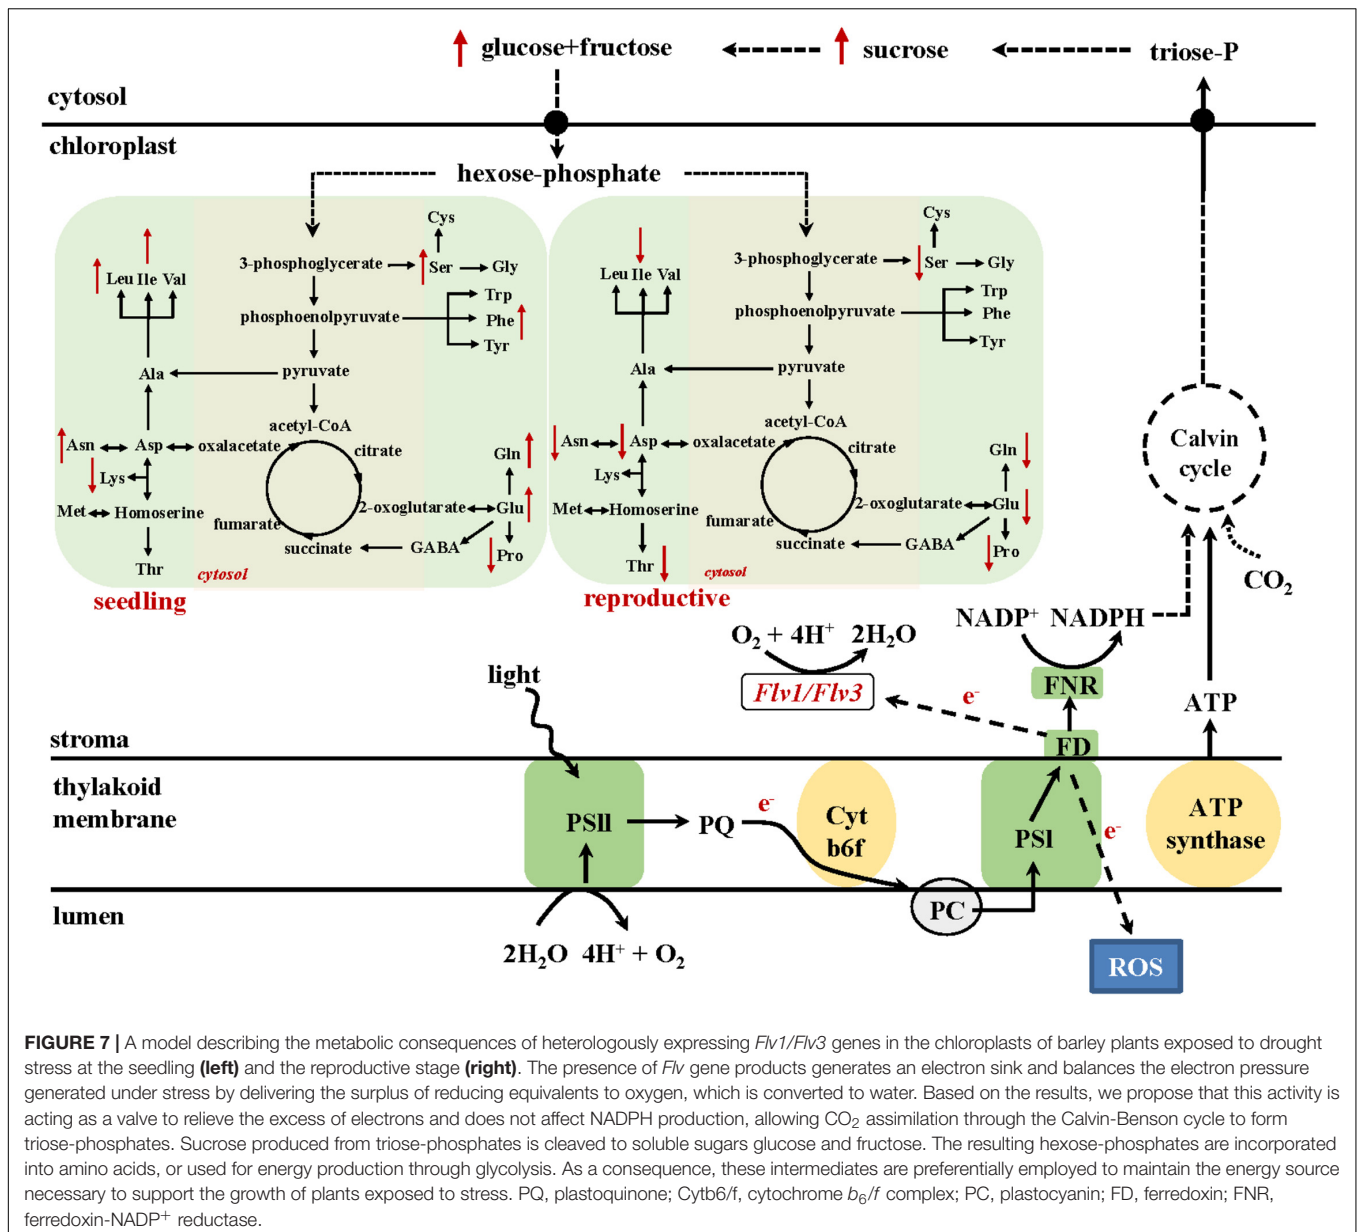 glucose+fructose sucrose triose-P
cytosol
chloroplast
hexose-phosphate
Cys
3-phosphoglycerate Ser Gly
Leu Ile Val
Trp
phosphoenolpyruvate Phe
Tyr
Ala pyruvate
acetyl-CoA
Asn Asp oxalacetate citrate Gln
Lys
2-oxoglutarate Glu
Met Homoserine fumarate
succinate GABA Pro
Thr cytosol
seedling
Cys
3-phosphoglycerate Ser Gly
Leu Ile Val
Trp
phosphoenolpyruvate Phe
Tyr
Ala pyruvate
acetyl-CoA
Asn Asp oxalacetate citrate Gln
Lys
2-oxoglutarate Glu
Met Homoserine fumarate
succinate GABA Pro
Thr cytosol
reproductive
Calvin
cycle
CO₂
NADP⁺ NADPH
O₂ + 4H⁺ 2H₂O
Flv1/Flv3
e⁻
FNR
ATP
light
stroma
FD
thylakoid
membrane
PSII
PQ
e⁻
Cyt
b6f
PSI
e⁻
ATP
synthase
lumen
PC
2H₂O 4H⁺ + O₂
ROS
FIGURE 7 | A model describing the metabolic consequences of heterologously expressing Flv1/Flv3 genes in the chloroplasts of barley plants exposed to drought
stress at the seedling (left) and the reproductive stage (right). The presence of Flv gene products generates an electron sink and balances the electron pressure
generated under stress by delivering the surplus of reducing equivalents to oxygen, which is converted to water. Based on the results, we propose that this activity is
acting as a valve to relieve the excess of electrons and does not affect NADPH production, allowing CO₂ assimilation through the Calvin-Benson cycle to form
triose-phosphates. Sucrose produced from triose-phosphates is cleaved to soluble sugars glucose and fructose. The resulting hexose-phosphates are incorporated
into amino acids, or used for energy production through glycolysis. As a consequence, these intermediates are preferentially employed to maintain the energy source
necessary to support the growth of plants exposed to stress. PQ, plastoquinone; Cytb6/f, cytochrome b₆/f complex; PC, plastocyanin; FD, ferredoxin; FNR,
ferredoxin-NADP⁺ reductase.